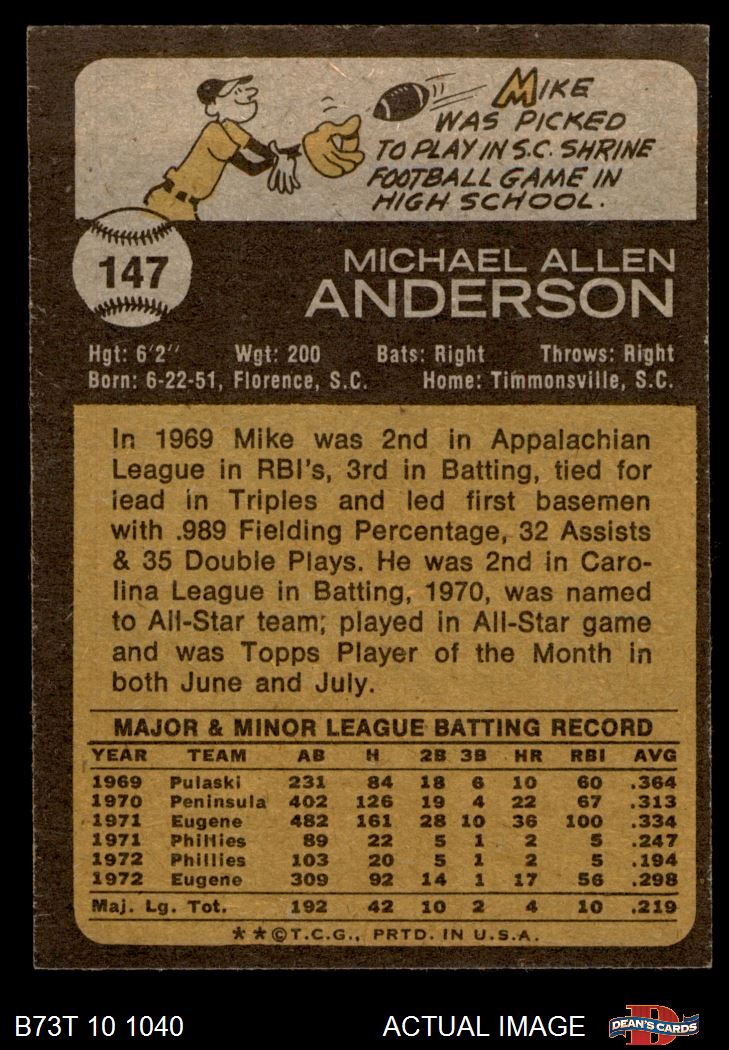 MIKE
WAS PICKED
TO PLAY IN S.C. SHRINE
FOOTBALL GAME IN
HIGH SCHOOL.
147
MICHAEL ALLEN
ANDERSON
Hgt: 6'2" Wgt: 200 Bats: Right Throws: Right
Born: 6-22-51, Florence, S.C. Home: Timmonsville, S.C.
In 1969 Mike was 2nd in Appalachian
League in RBI's, 3rd in Batting, tied for
lead in Triples and led first basemen
with .989 Fielding Percentage, 32 Assists
& 35 Double Plays. He was 2nd in Caro-
lina League in Batting, 1970, was named
to All-Star team; played in All-Star game
and was Topps Player of the Month in
both June and July.
MAJOR & MINOR LEAGUE BATTING RECORD
YEAR TEAM AB H 2B 3B HR RBI AVG
1969 Pulaski 231 84 18 6 10 60 .364
1970 Peninsula 402 126 19 4 22 67 .313
1971 Eugene 482 161 28 10 36 100 .334
1971 Phillies 89 22 5 1 2 5 .247
1972 Phillies 103 20 5 1 2 5 .194
1972 Eugene 309 92 14 1 17 56 .298
Maj. Lg. Tot. 192 42 10 2 4 10 .219
**©T.C.G., PRTD. IN U.S.A.
B73T 10 1040 ACTUAL IMAGE
D
DEAN'S CARDS